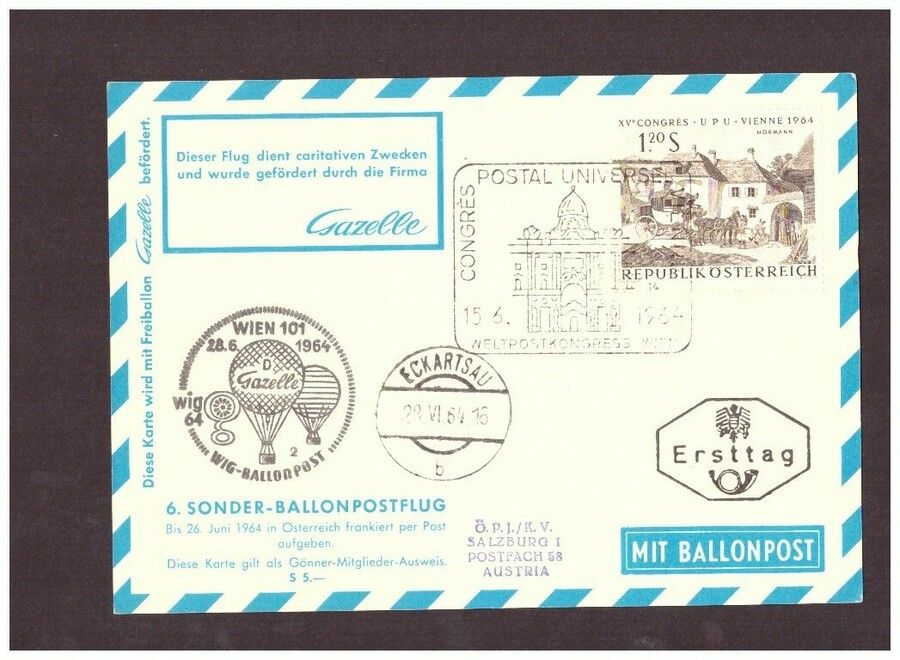 Diese Karte wird mit Freiballon Gazelle befördert.
Dieser Flug dient caritativen Zwecken
und wurde gefördert durch die Firma
Gazelle
XVe CONGRÈS · UPU · VIENNE 1964
HÖRMANN
1.20 S
REPUBLIK ÖSTERREICH
CONGRÈS POSTAL UNIVERSEL
15.6. 1964
WELTPOSTKONGRESS WIEN
WIEN 101
28.6. 1964
D
Gazelle
wig
64
2
WIG-BALLONPOST
ECKARTSAU
VI.64.16
b
Ersttag
6. SONDER-BALLONPOSTFLUG
Bis 26. Juni 1964 in Österreich frankiert per Post
aufgeben.
Diese Karte gilt als Gönner-Mitglieder-Ausweis.
S 5.—
Ö.P.J./K.V.
SALZBURG 1
POSTFACH 58
AUSTRIA
MIT BALLONPOST